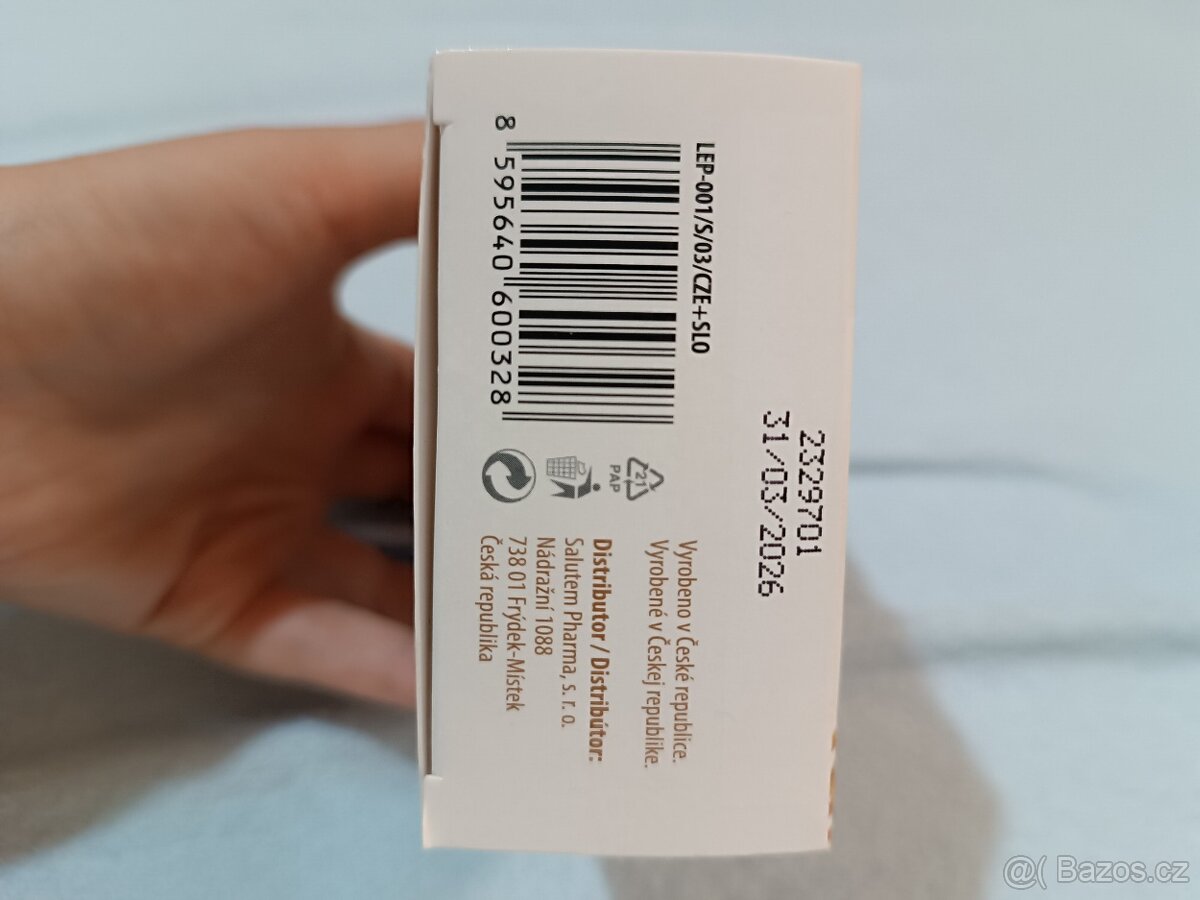 2329701
31/03/2026
LEP-001/S/03/CZE+SLO
8 595640 600328
21
PAP
Vyrobeno v České republice.
Vyrobené v Českej republike.
Distributor / Distribútor:
Salutem Pharma, s. r. o.
Nádražní 1088
738 01 Frýdek-Místek
Česká republika
@( Bazos.cz